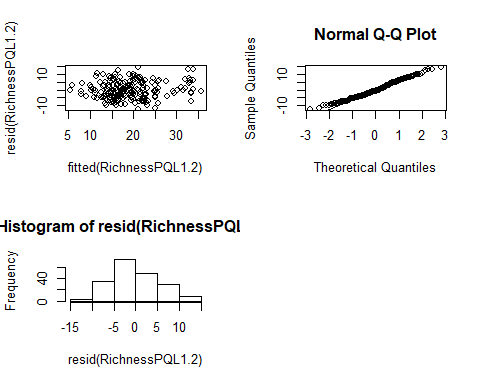 resid(RichnessPQL1.2)
10
-10
5 10 20 30
fitted(RichnessPQL1.2)
Normal Q-Q Plot
Sample Quantiles
10
-10
-3 -2 -1 0 1 2 3
Theoretical Quantiles
Histogram of resid(RichnessPQL
Frequency
40
0
-15 -5 0 5 10
resid(RichnessPQL1.2)